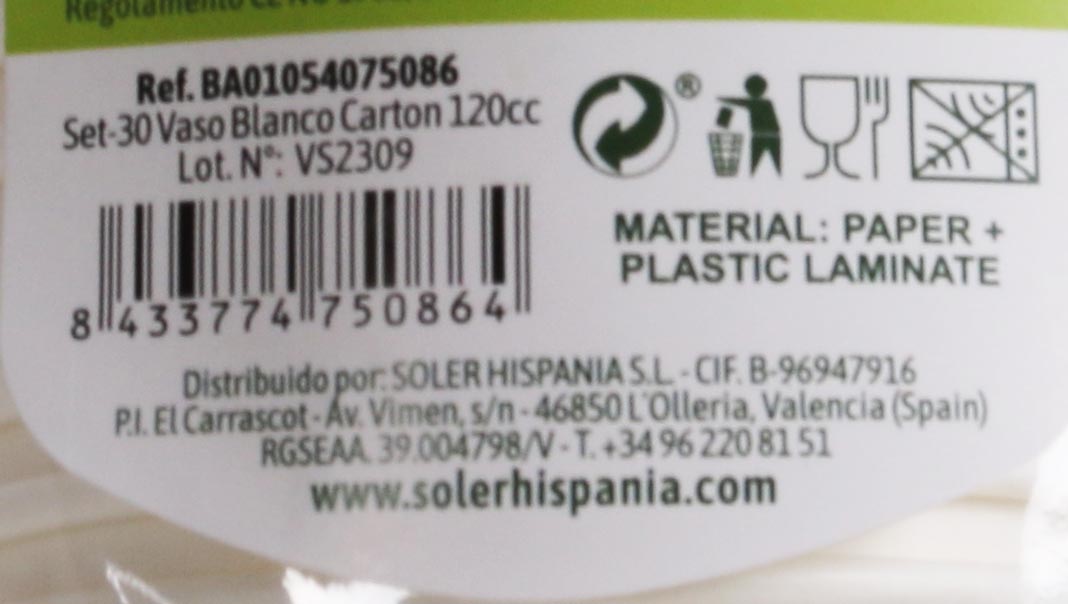 Ref. BA01054075086
Set-30 Vaso Blanco Carton 120cc
Lot. Nº: VS2309
8 433774 750864
®
MATERIAL: PAPER +
PLASTIC LAMINATE
Distribuido por: SOLER HISPANIA S.L - CIF. B-96947916
P.I. El Carrascot - Av. Vimen, s/n - 46850 L'Olleria, Valencia (Spain)
RGSEAA. 39.004798/V - T. +34 96 220 81 51
www.solerhispania.com